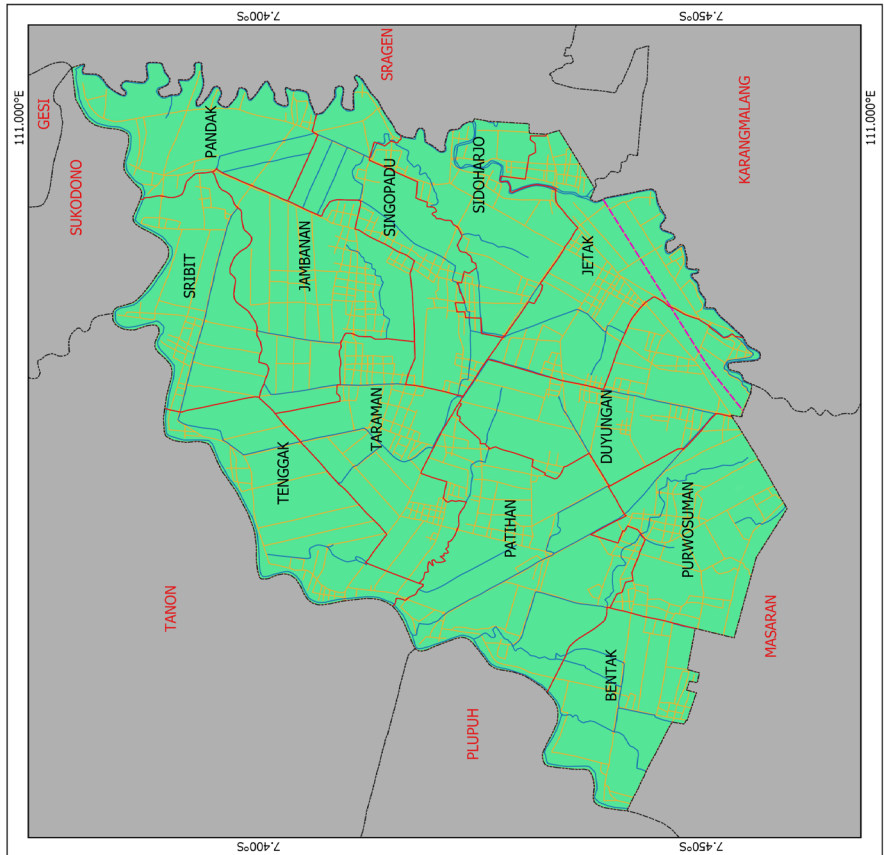 7.400°S
7.450°S
111.000°E
111.000°E
GESI
SUKODONO
SRAGEN
KARANGMALANG
PANDAK
SINGOPADU
SIDOHARJO
SRIBIT
JAMBANAN
JETAK
TENGGAK
TARAMAN
DUYUNGAN
PATIHAN
PURWOSUMAN
TANON
MASARAN
BENTAK
PLUPUH
7.400°S
7.450°S